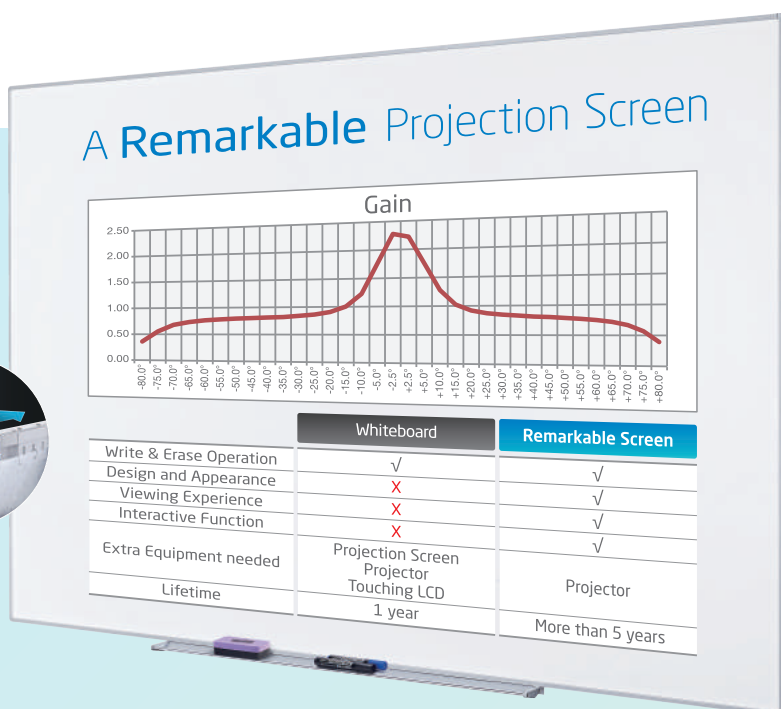 A Remarkable Projection Screen
Gain
2.50
2.00
1.50
1.00
0.50
0.00
-80.0° -75.0° -70.0° -65.0° -60.0° -55.0° -50.0° -45.0° -40.0° -35.0° -30.0° -25.0° -20.0° -15.0° -10.0° -5.0° -2.5° +2.5° +5.0° +10.0° +15.0° +20.0° +25.0° +30.0° +35.0° +40.0° +45.0° +50.0° +55.0° +60.0° +65.0° +70.0° +75.0° +80.0°
Whiteboard Remarkable Screen
Write & Erase Operation √ √
Design and Appearance X √
Viewing Experience X √
Interactive Function X √
Extra Equipment needed Projection Screen
Projector
Touching LCD Projector
Lifetime 1 year More than 5 years